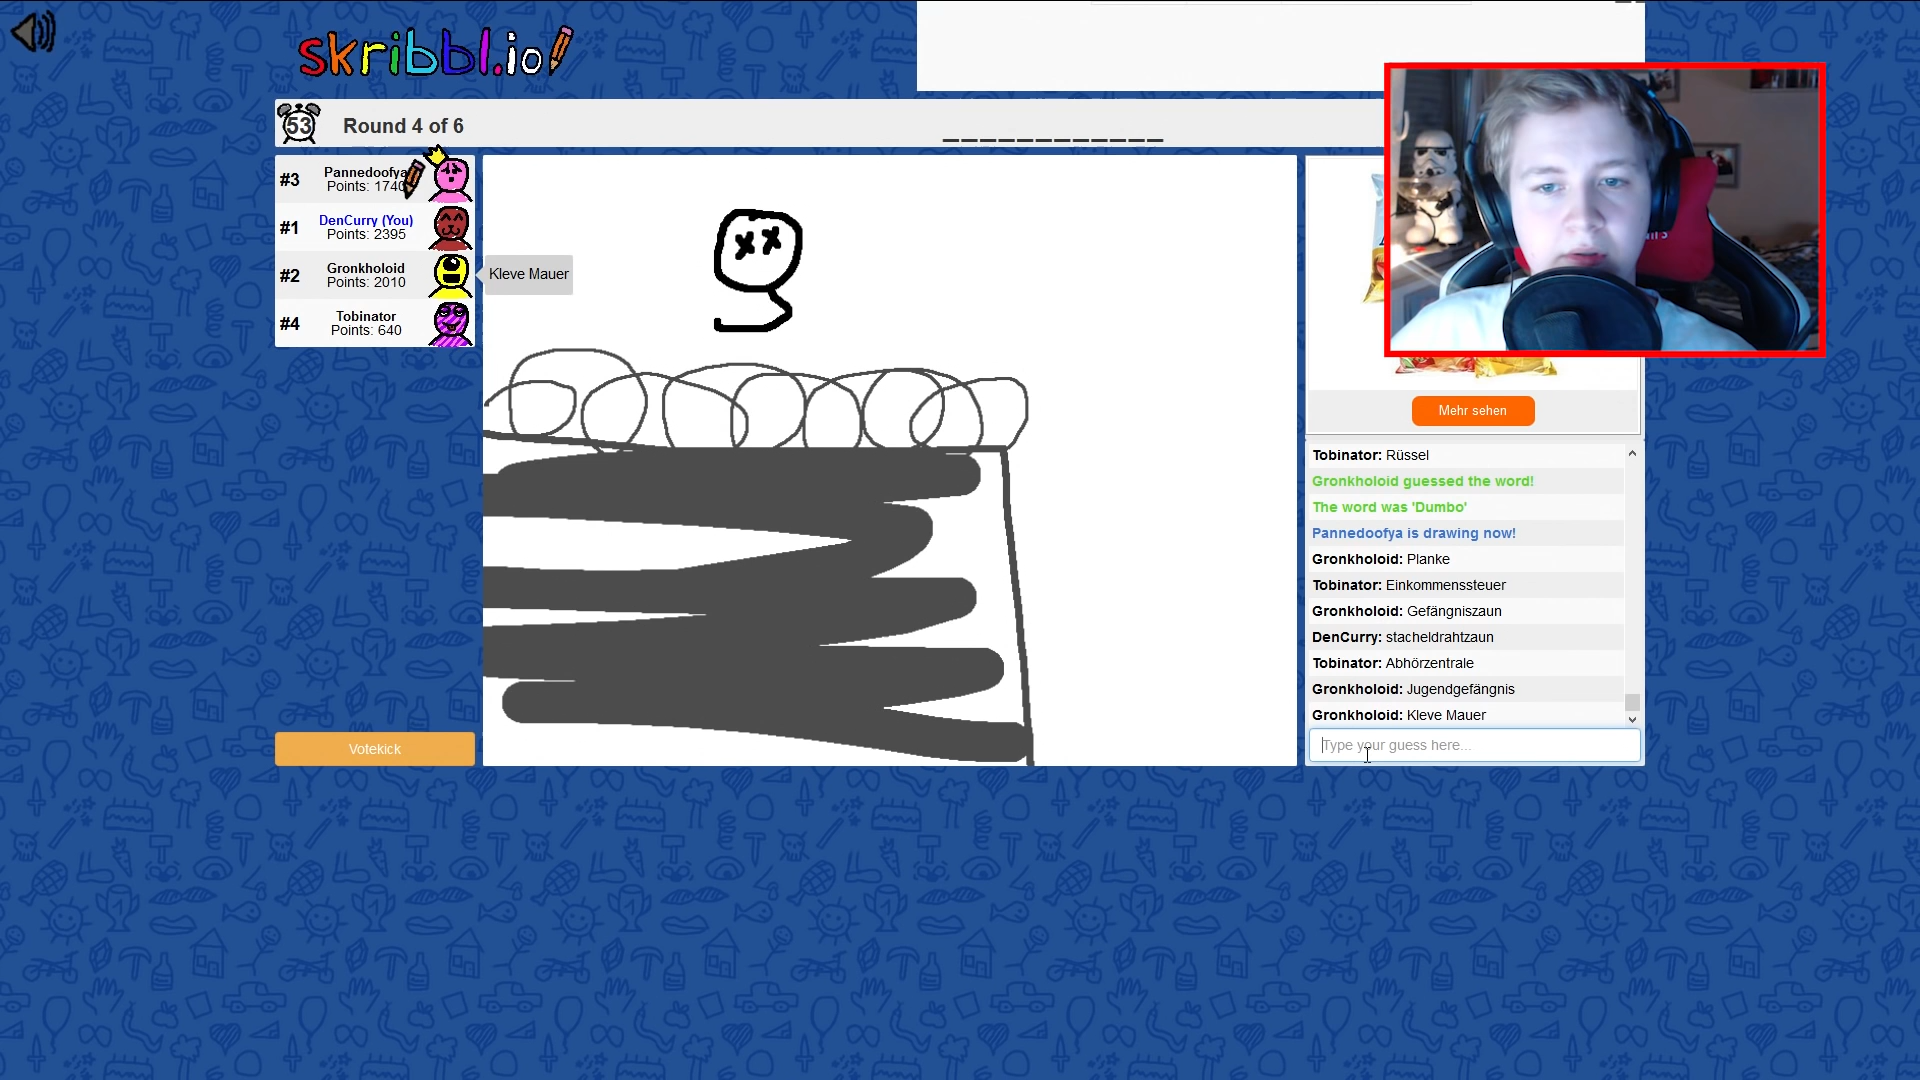 skribbl.io
53
Round 4 of 6
____________
#3
Pannedoofya
Points: 1740
#1
DenCurry (You)
Points: 2395
#2
Gronkholoid
Points: 2010
Kleve Mauer
#4
Tobinator
Points: 640
Votekick
Mehr sehen
Tobinator: Rüssel
Gronkholoid guessed the word!
The word was 'Dumbo'
Pannedoofya is drawing now!
Gronkholoid: Planke
Tobinator: Einkommenssteuer
Gronkholoid: Gefängniszaun
DenCurry: stacheldrahtzaun
Tobinator: Abhörzentrale
Gronkholoid: Jugendgefängnis
Gronkholoid: Kleve Mauer
Type your guess here...